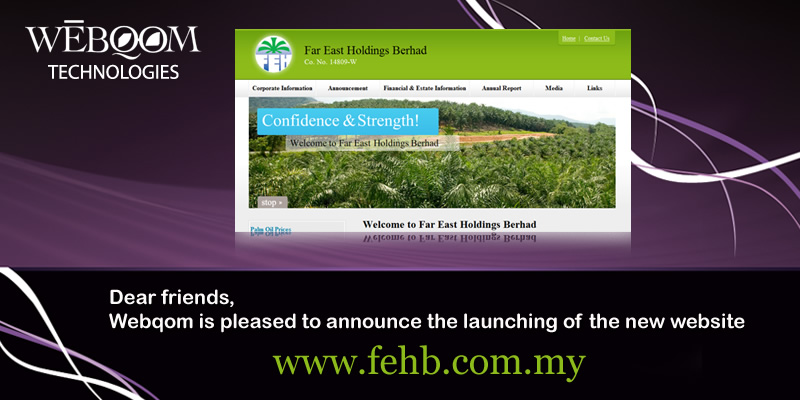 WĒBQOM
TECHNOLOGIES
FEH
Far East Holdings Berhad
Co. No. 14809-W
Home | Contact Us
Corporate Information Announcement Financial & Estate Information Annual Report Media Links
Confidence & Strength!
Welcome to Far East Holdings Berhad
stop »
Palm Oil Prices
Welcome to Far East Holdings Berhad
Dear friends,
Webqom is pleased to announce the launching of the new website
www.fehb.com.my